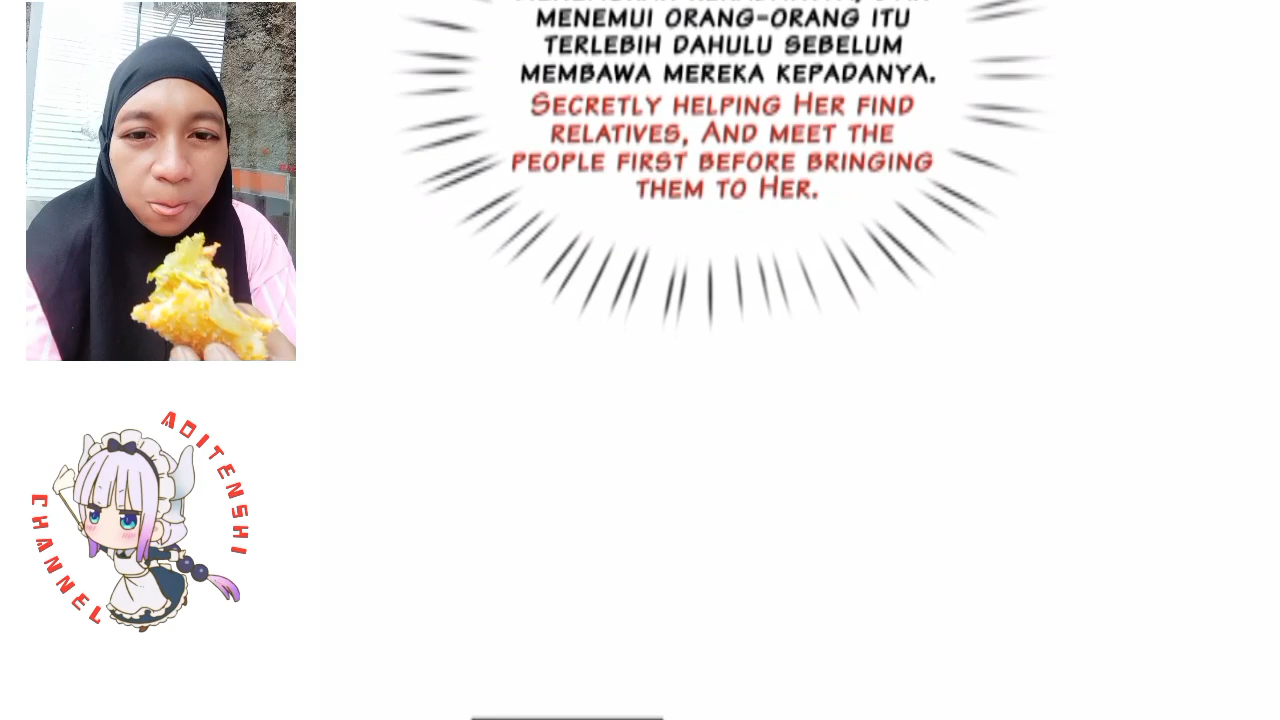 MENEMUI ORANG-ORANG ITU
TERLEBIH DAHULU SEBELUM
MEMBAWA MEREKA KEPADANYA.
SECRETLY HELPING HER FIND
RELATIVES, AND MEET THE
PEOPLE FIRST BEFORE BRINGING
THEM TO HER.
ADITENSHI
CHANNEL